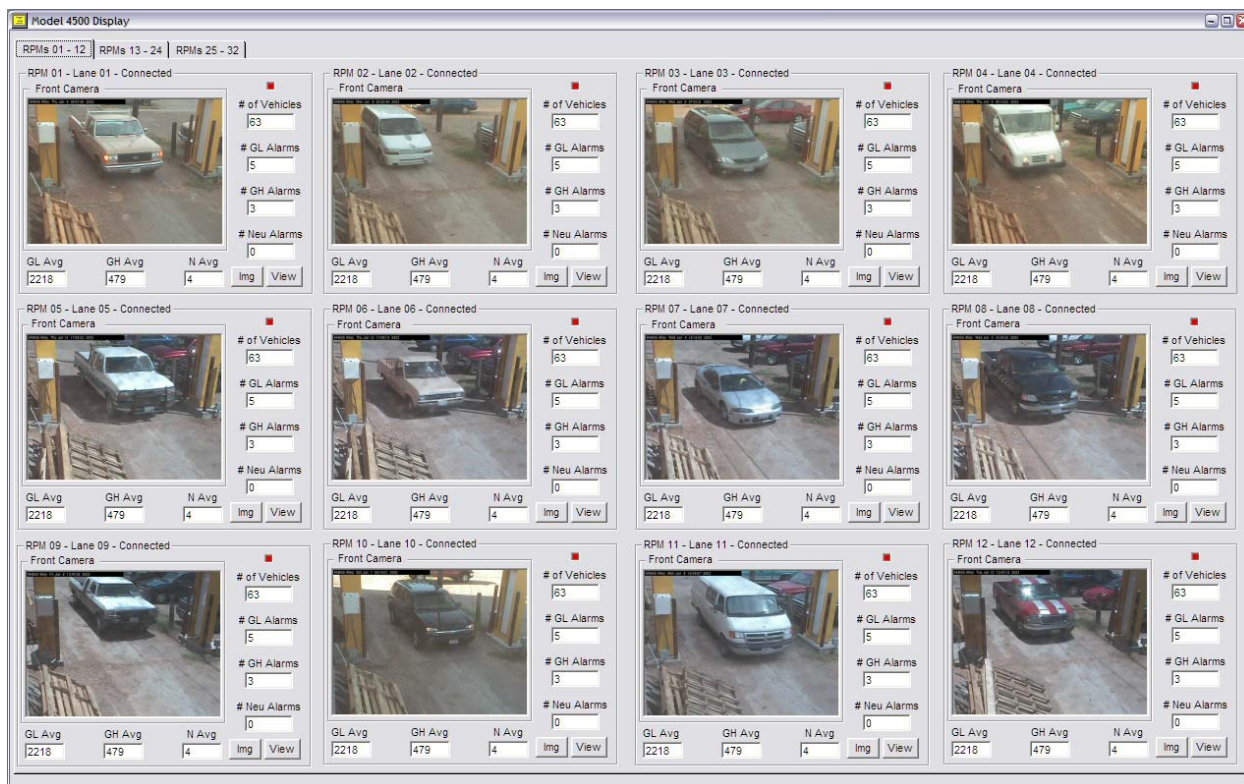 Model 4500 Display
RPMs 01 - 12 RPMs 13 - 24 RPMs 25 - 32
RPM 01 - Lane 01 - Connected
Front Camera
# of Vehicles
63
# GL Alarms
5
# GH Alarms
3
# Neu Alarms
0
GL Avg GH Avg N Avg
2218 479 4 Img View
RPM 02 - Lane 02 - Connected
Front Camera
# of Vehicles
63
# GL Alarms
5
# GH Alarms
3
# Neu Alarms
0
GL Avg GH Avg N Avg
2218 479 4 Img View
RPM 03 - Lane 03 - Connected
Front Camera
# of Vehicles
63
# GL Alarms
5
# GH Alarms
3
# Neu Alarms
0
GL Avg GH Avg N Avg
2218 479 4 Img View
RPM 04 - Lane 04 - Connected
Front Camera
# of Vehicles
63
# GL Alarms
5
# GH Alarms
3
# Neu Alarms
0
GL Avg GH Avg N Avg
2218 479 4 Img View
RPM 05 - Lane 05 - Connected
Front Camera
# of Vehicles
63
# GL Alarms
5
# GH Alarms
3
# Neu Alarms
0
GL Avg GH Avg N Avg
2218 479 4 Img View
RPM 06 - Lane 06 - Connected
Front Camera
# of Vehicles
63
# GL Alarms
5
# GH Alarms
3
# Neu Alarms
0
GL Avg GH Avg N Avg
2218 479 4 Img View
RPM 07 - Lane 07 - Connected
Front Camera
# of Vehicles
63
# GL Alarms
5
# GH Alarms
3
# Neu Alarms
0
GL Avg GH Avg N Avg
2218 479 4 Img View
RPM 08 - Lane 08 - Connected
Front Camera
# of Vehicles
63
# GL Alarms
5
# GH Alarms
3
# Neu Alarms
0
GL Avg GH Avg N Avg
2218 479 4 Img View
RPM 09 - Lane 09 - Connected
Front Camera
# of Vehicles
63
# GL Alarms
5
# GH Alarms
3
# Neu Alarms
0
GL Avg GH Avg N Avg
2218 479 4 Img View
RPM 10 - Lane 10 - Connected
Front Camera
# of Vehicles
63
# GL Alarms
5
# GH Alarms
3
# Neu Alarms
0
GL Avg GH Avg N Avg
2218 479 4 Img View
RPM 11 - Lane 11 - Connected
Front Camera
# of Vehicles
63
# GL Alarms
5
# GH Alarms
3
# Neu Alarms
0
GL Avg GH Avg N Avg
2218 479 4 Img View
RPM 12 - Lane 12 - Connected
Front Camera
# of Vehicles
63
# GL Alarms
5
# GH Alarms
3
# Neu Alarms
0
GL Avg GH Avg N Avg
2218 479 4 Img View